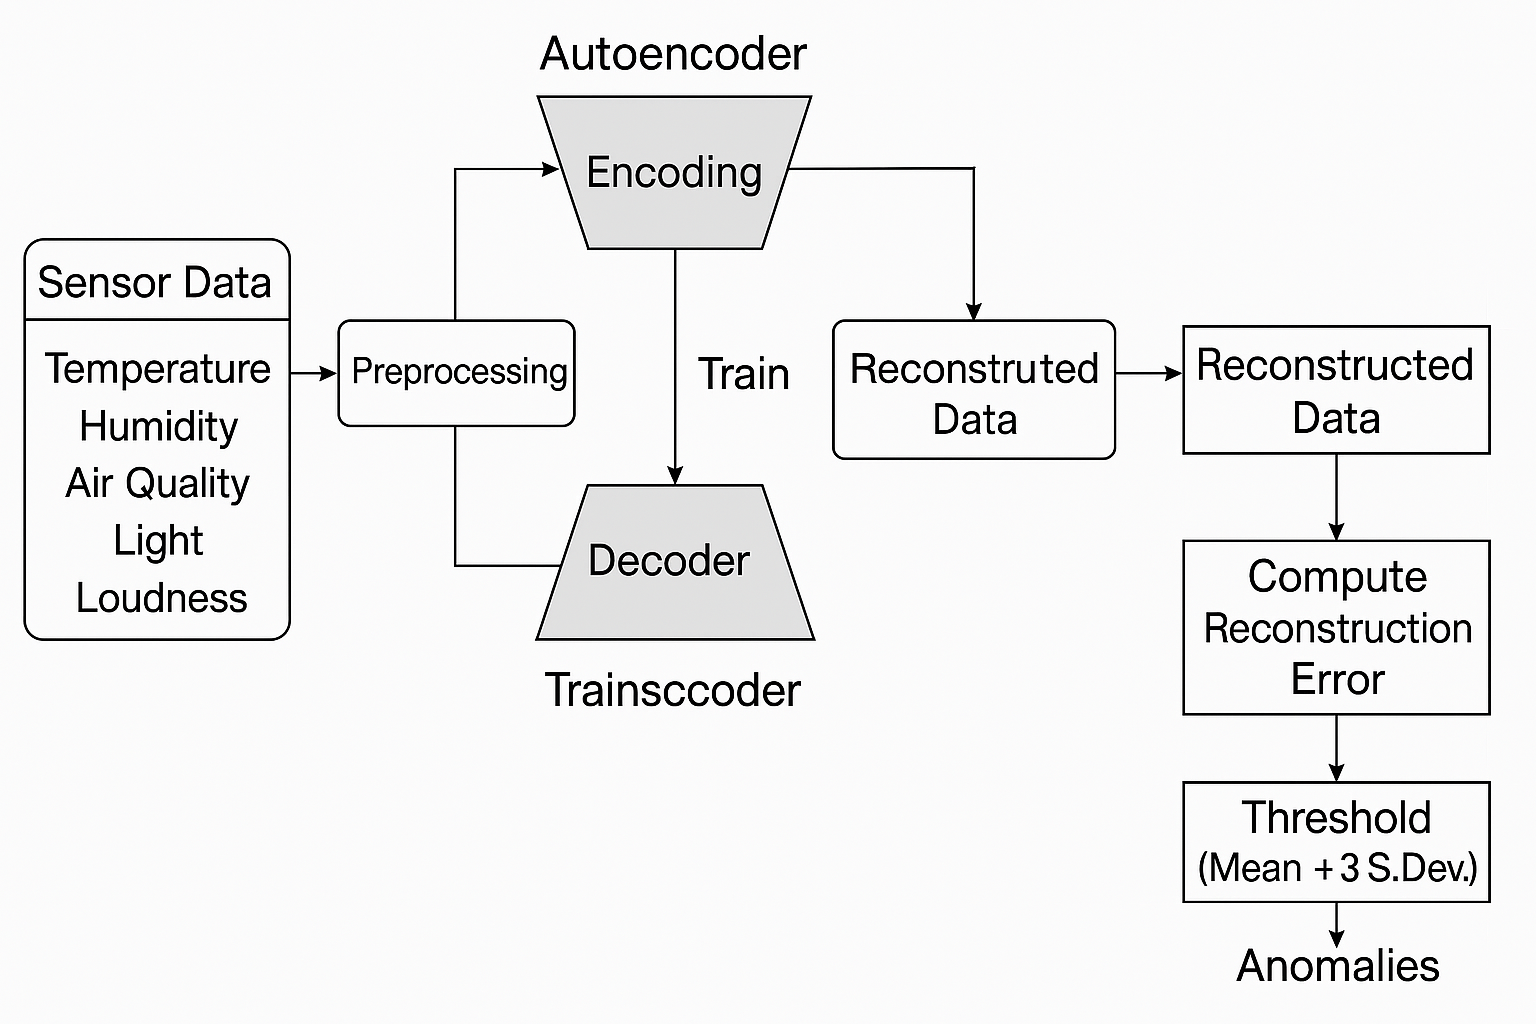 Autoencoder
Encoding
Sensor Data
Temperature
Humidity
Air Quality
Light
Loudness
Preprocessing
Train
Decoder
Trainsccoder
Reconstruted
Data
Reconstructed
Data
Compute
Reconstruction
Error
Threshold
(Mean + 3 S.Dev.)
Anomalies